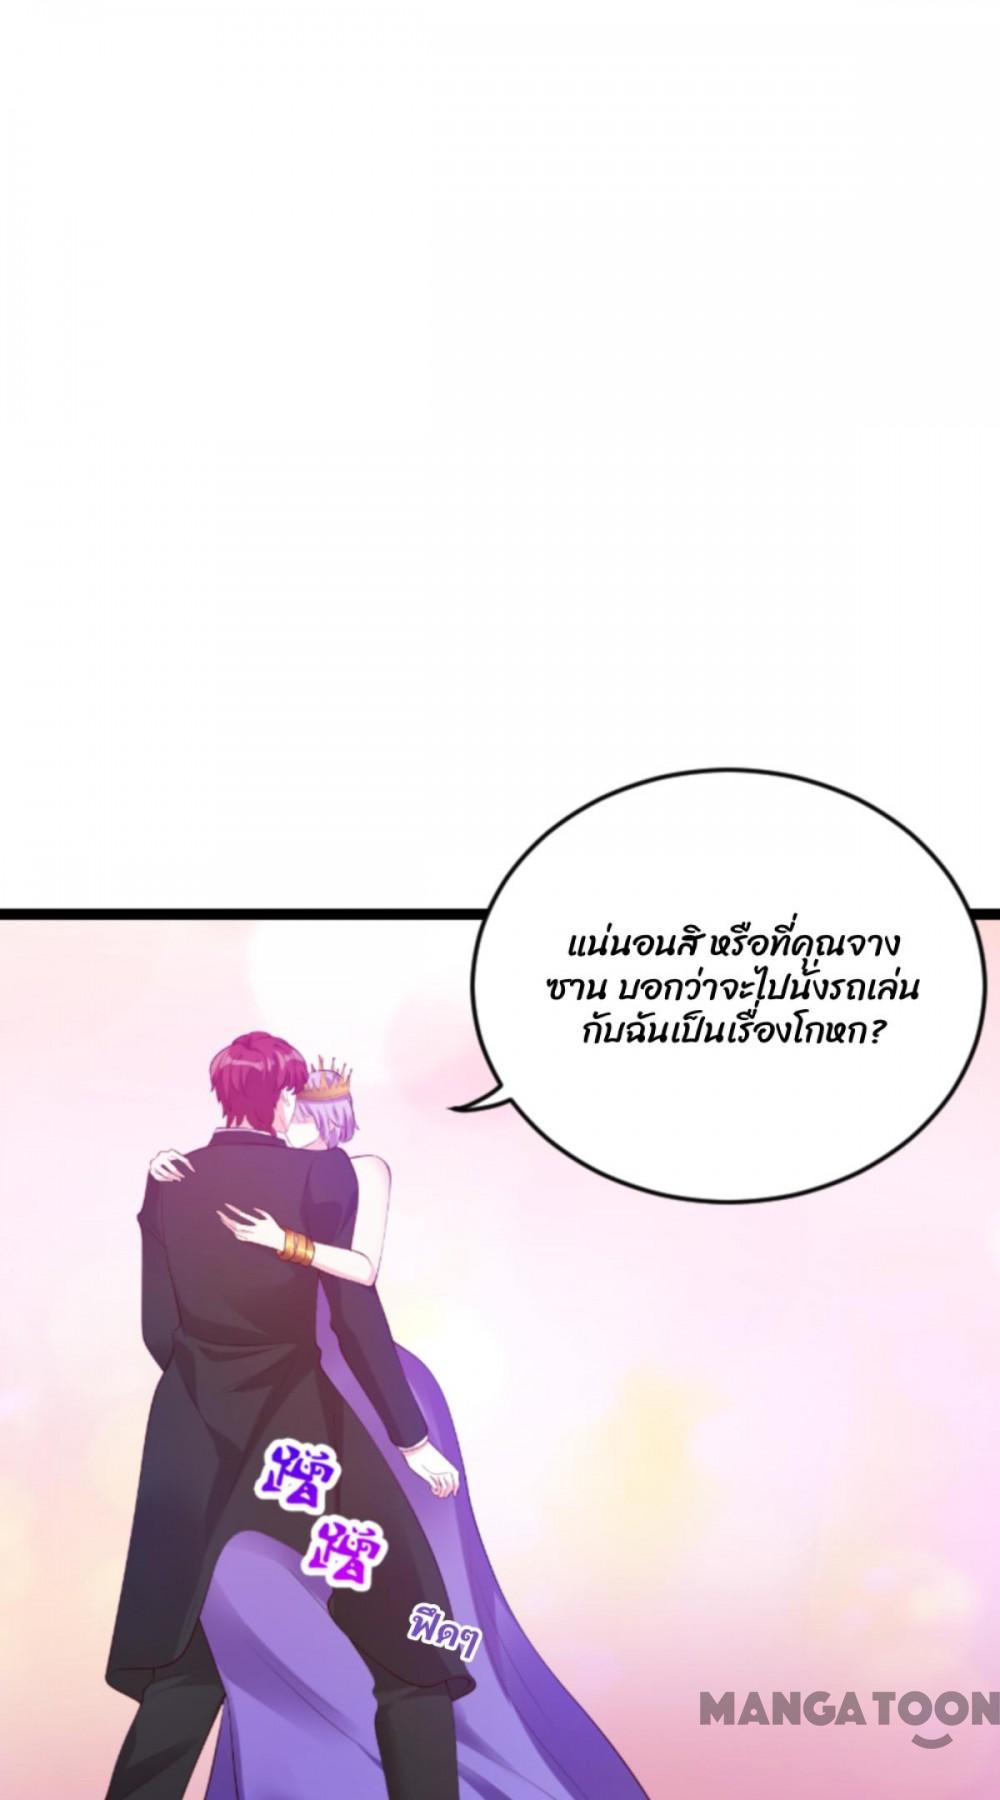 แน่นอนสิ หรือที่คุณจาง
ซาน บอกว่าจะไปนั่งรถเล่น
กับฉันเป็นเรื่องโกหก?
蹭
蹭
ฟึดๆ
MANGATOON